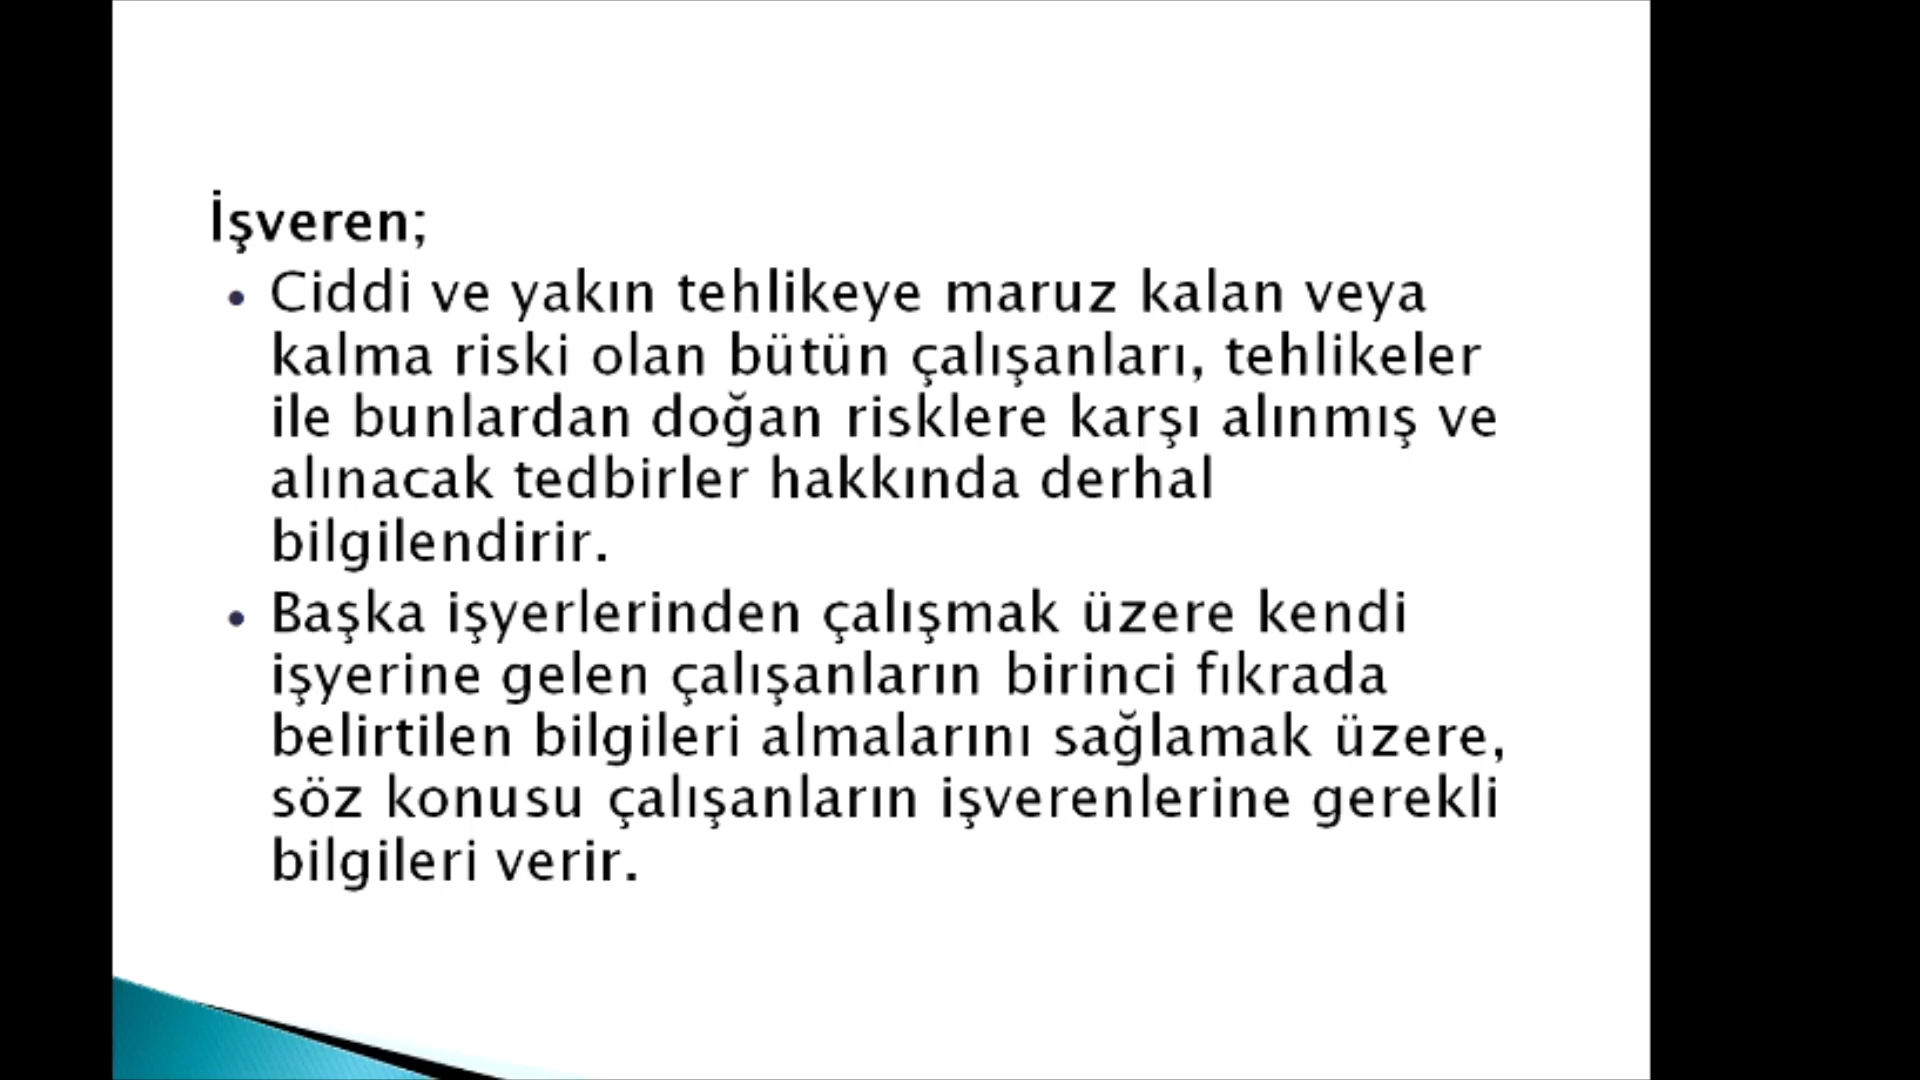 İşveren;
• Ciddi ve yakın tehlikeye maruz kalan veya
kalma riski olan bütün çalışanları, tehlikeler
ile bunlardan doğan risklere karşı alınmış ve
alınacak tedbirler hakkında derhal
bilgilendirir.
• Başka işyerlerinden çalışmak üzere kendi
işyerine gelen çalışanların birinci fıkrada
belirtilen bilgileri almalarını sağlamak üzere,
söz konusu çalışanların işverenlerine gerekli
bilgileri verir.